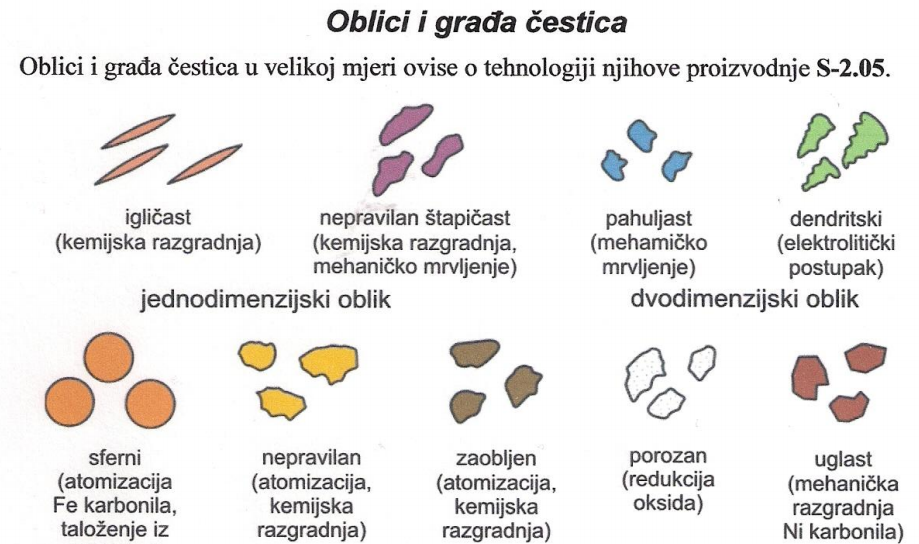 Oblici i građa čestica
Oblici i građa čestica u velikoj mjeri ovise o tehnologiji njihove proizvodnje S-2.05.
igličast
(kemijska razgradnja)
nepravilan štapičast
(kemijska razgradnja,
mehaničko mrvljenje)
pahuljast
(mehamičko
mrvljenje)
dendritski
(elektrolitički
postupak)
jednodimenzijski oblik
dvodimenzijski oblik
sferni
(atomizacija
Fe karbonila,
taloženje iz
nepravilan
(atomizacija,
kemijska
razgradnja)
zaobljen
(atomizacija,
kemijska
razgradnja)
porozan
(redukcija
oksida)
uglast
(mehanička
razgradnja
Ni karbonila)